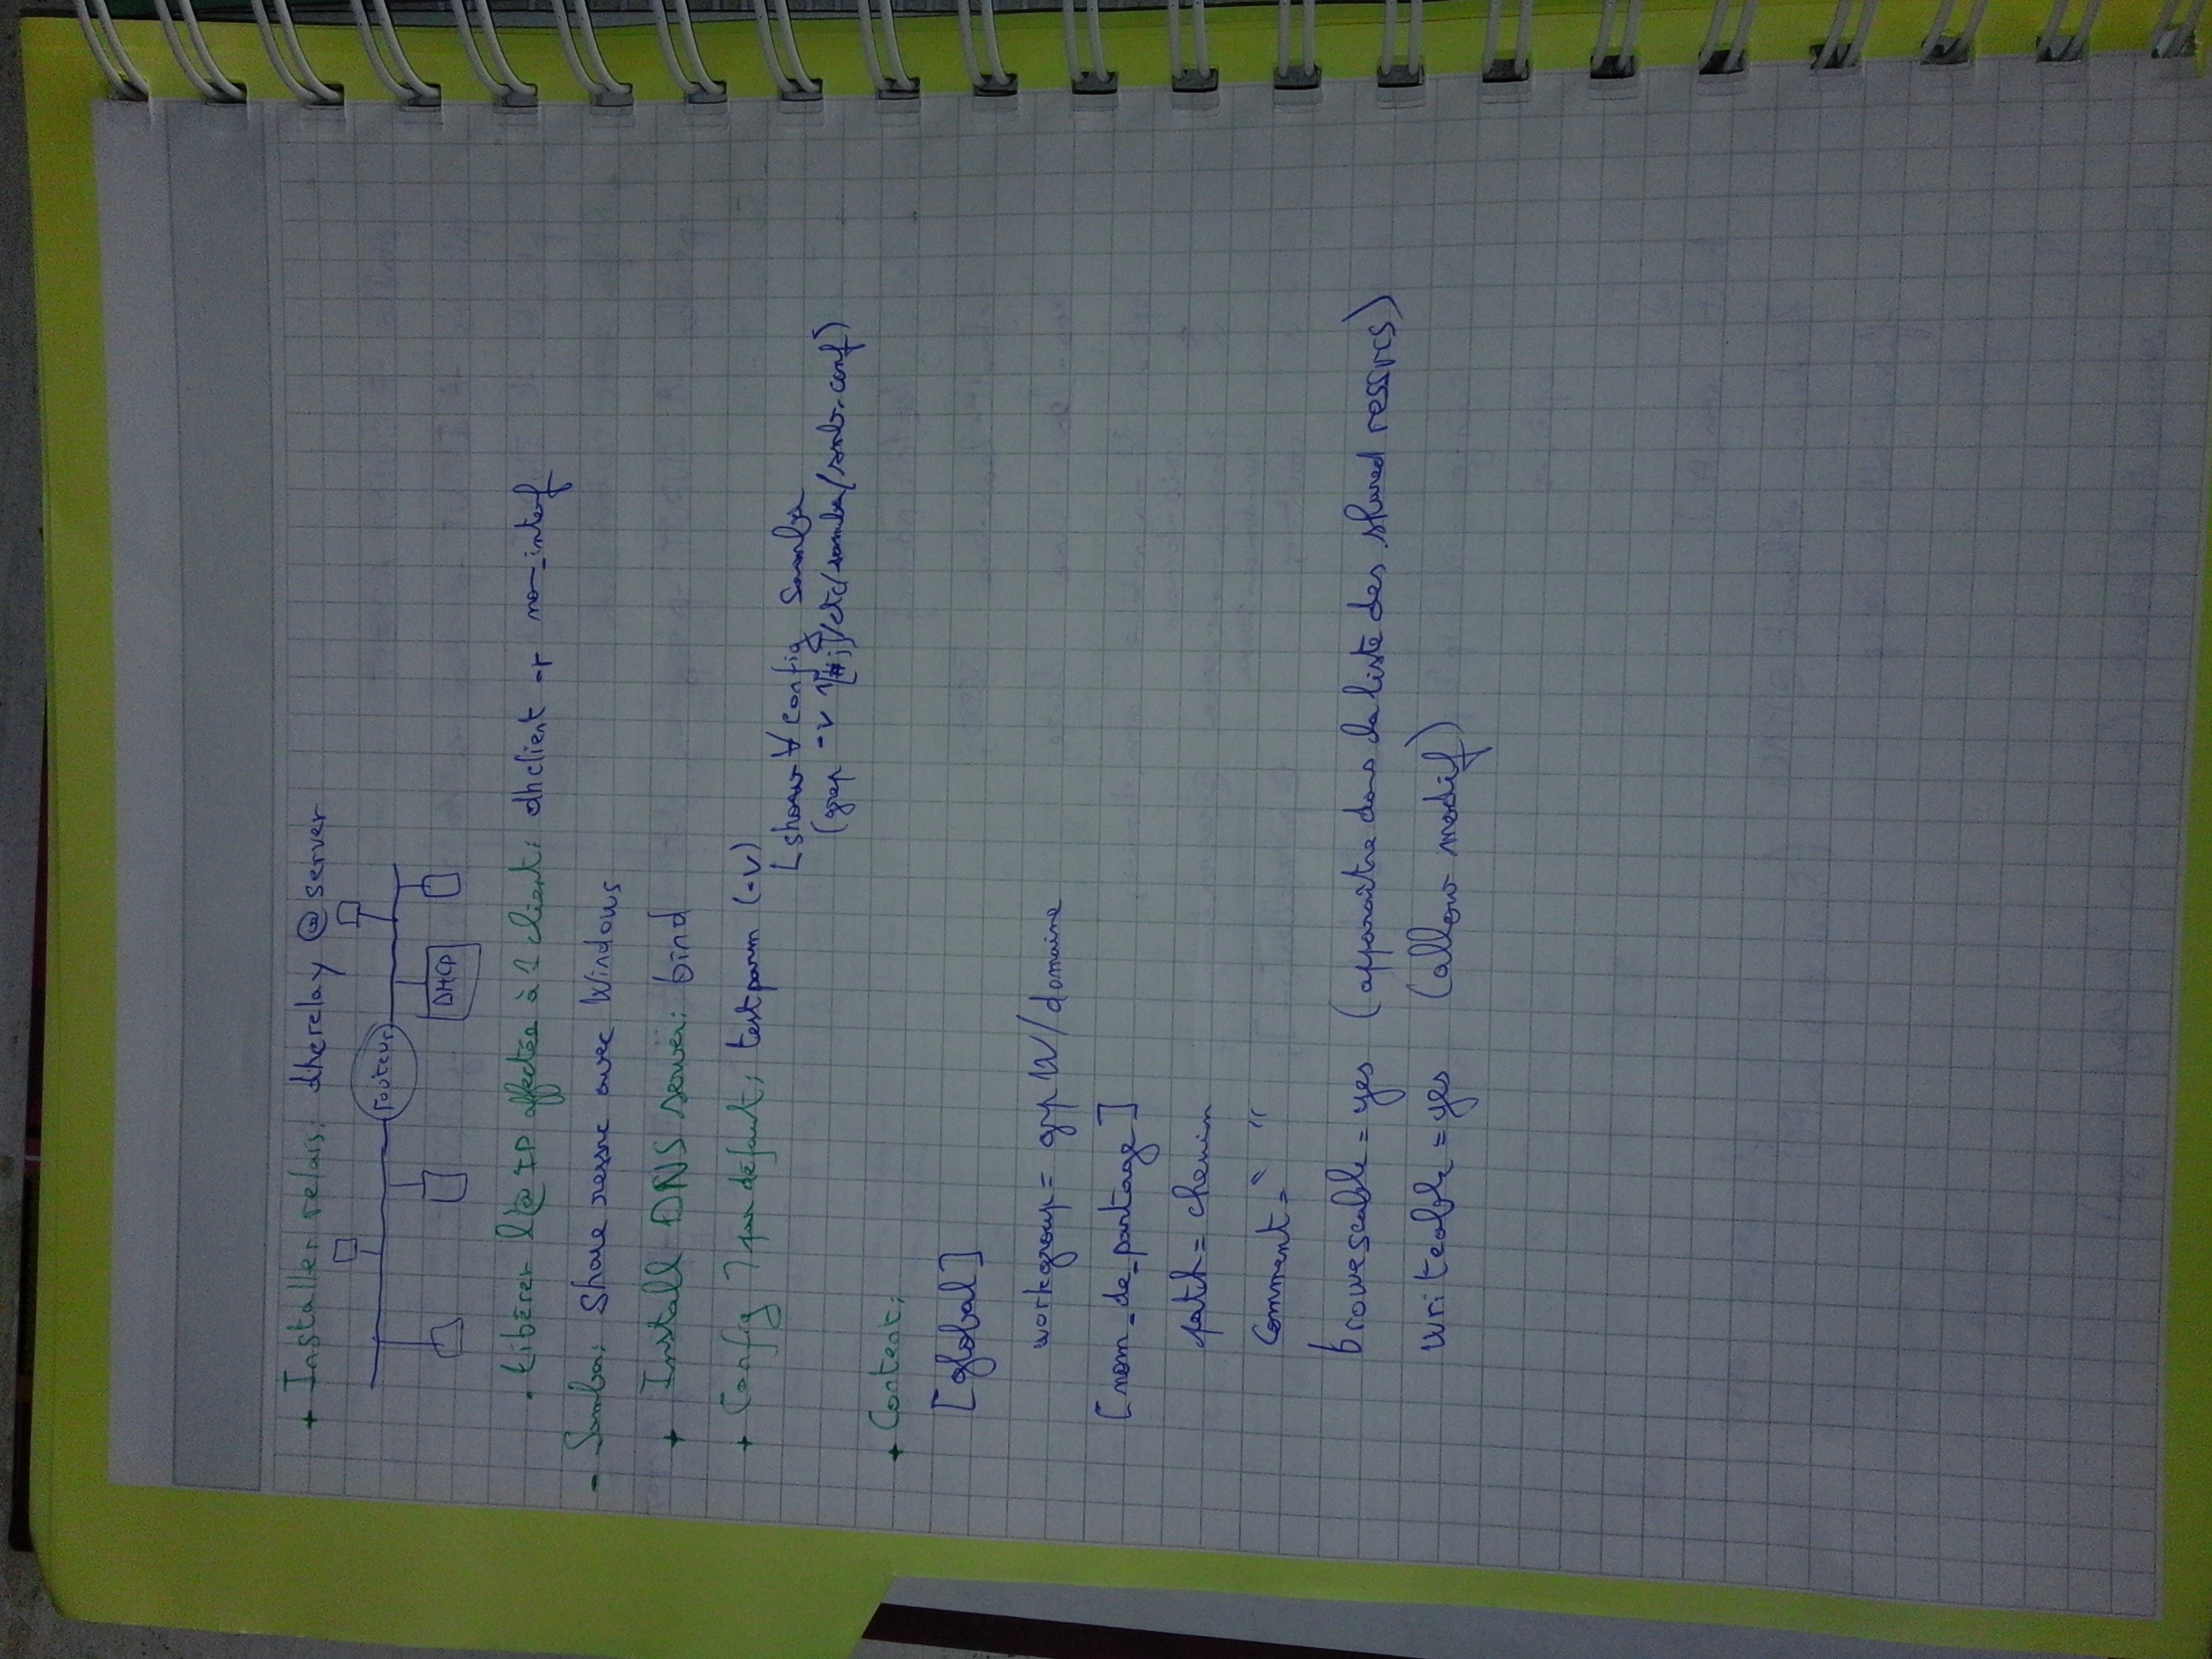 + Installer relais: dhcrelay @ server
routeur
DHCP
. Libérer l'@ IP affectée à 1 client: dhclient -r
- Samba: Share ressrc avec Windows
+ Install DNS server: bind
+ Config par défaut: testparm (-v)
show ∀ config Samba
(grep -v ^[#;] /etc/samba/smb.conf)
+ Content:
[global]
workgroup = grp W/domaine
[nom_de_partage]
path = chemin
Comment = " "
browescable = yes (apparaître dans la liste des shared ressrcs)
writeable = yes (allow modif)